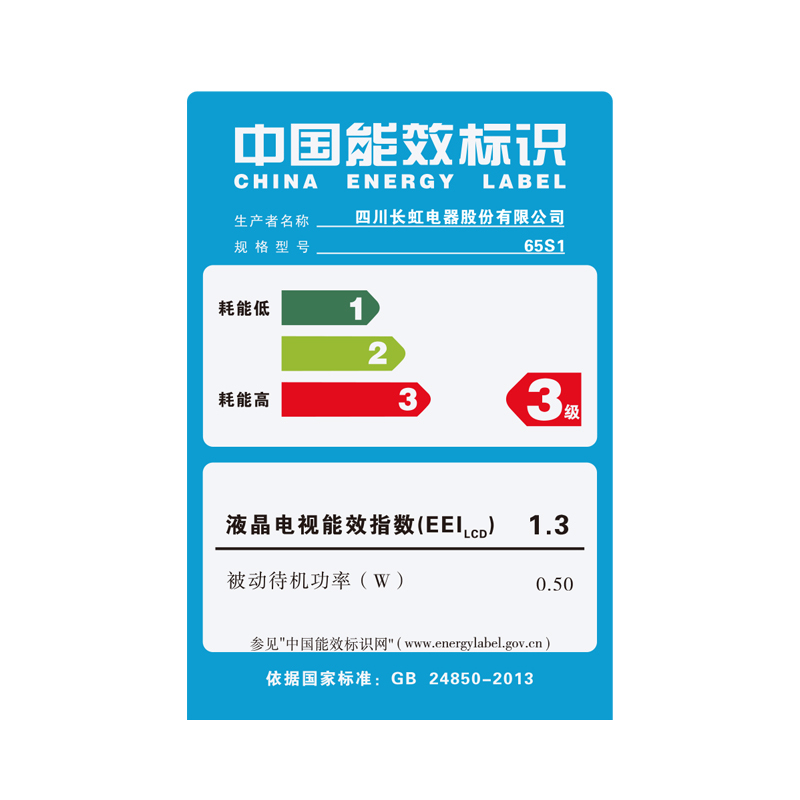 中国能效标识
CHINA ENERGY LABEL
生产者名称 四川长虹电器股份有限公司
规格型号 65S1
耗能低 1
2
耗能高 3 3级
液晶电视能效指数(EEILCD) 1.3
被动待机功率(W) 0.50
参见"中国能效标识网"(www.energylabel.gov.cn)
依据国家标准:GB 24850-2013